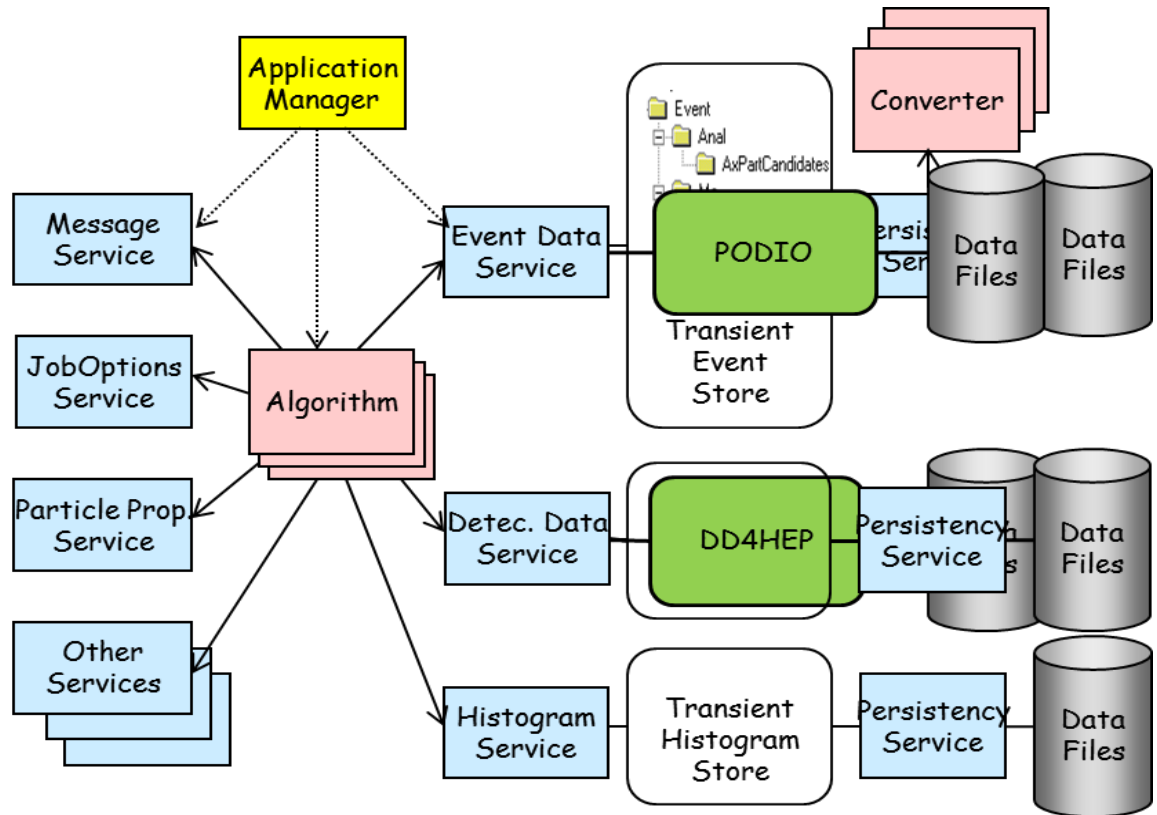 Application
Manager
Converter
Event
Anal
AxPartCandidates
Message
Service
Event Data
Service
PODIO
Data
Files
Data
Files
Transient
Event
Store
JobOptions
Service
Algorithm
Particle Prop.
Service
Detec. Data
Service
DD4HEP
Persistency
Service
Data
Files
Other
Services
Histogram
Service
Transient
Histogram
Store
Persistency
Service
Data
Files